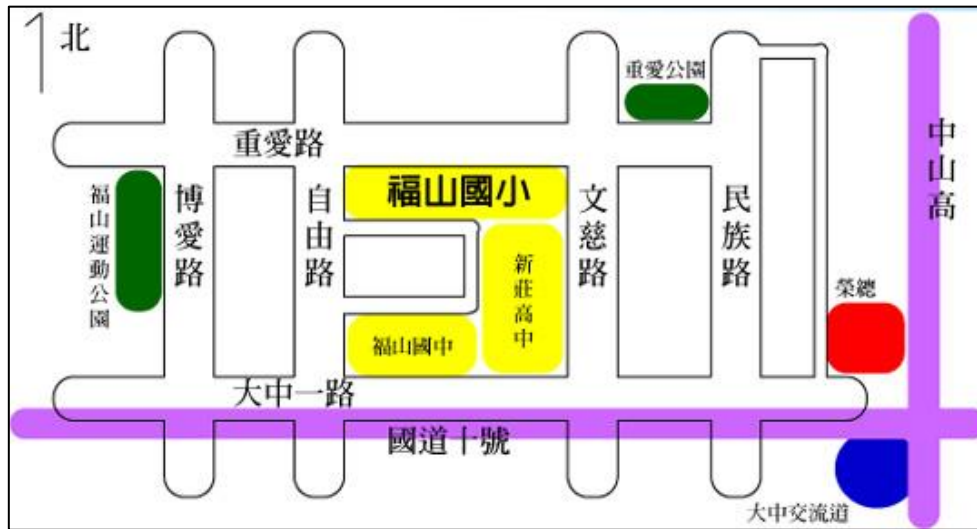 北
重愛公園
重愛路
中山高
福山國小
博愛路
自由路
文慈路
民族路
福山運動公園
新莊高中
榮總
福山國中
大中一路
國道十號
大中交流道